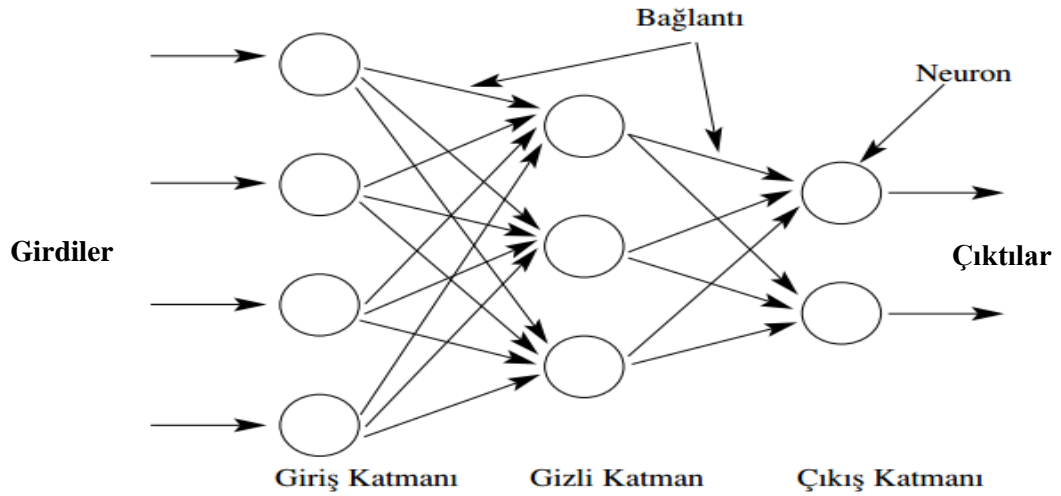 Bağlantı
Neuron
Girdiler
Çıktılar
Giriş Katmanı
Gizli Katman
Çıkış Katmanı